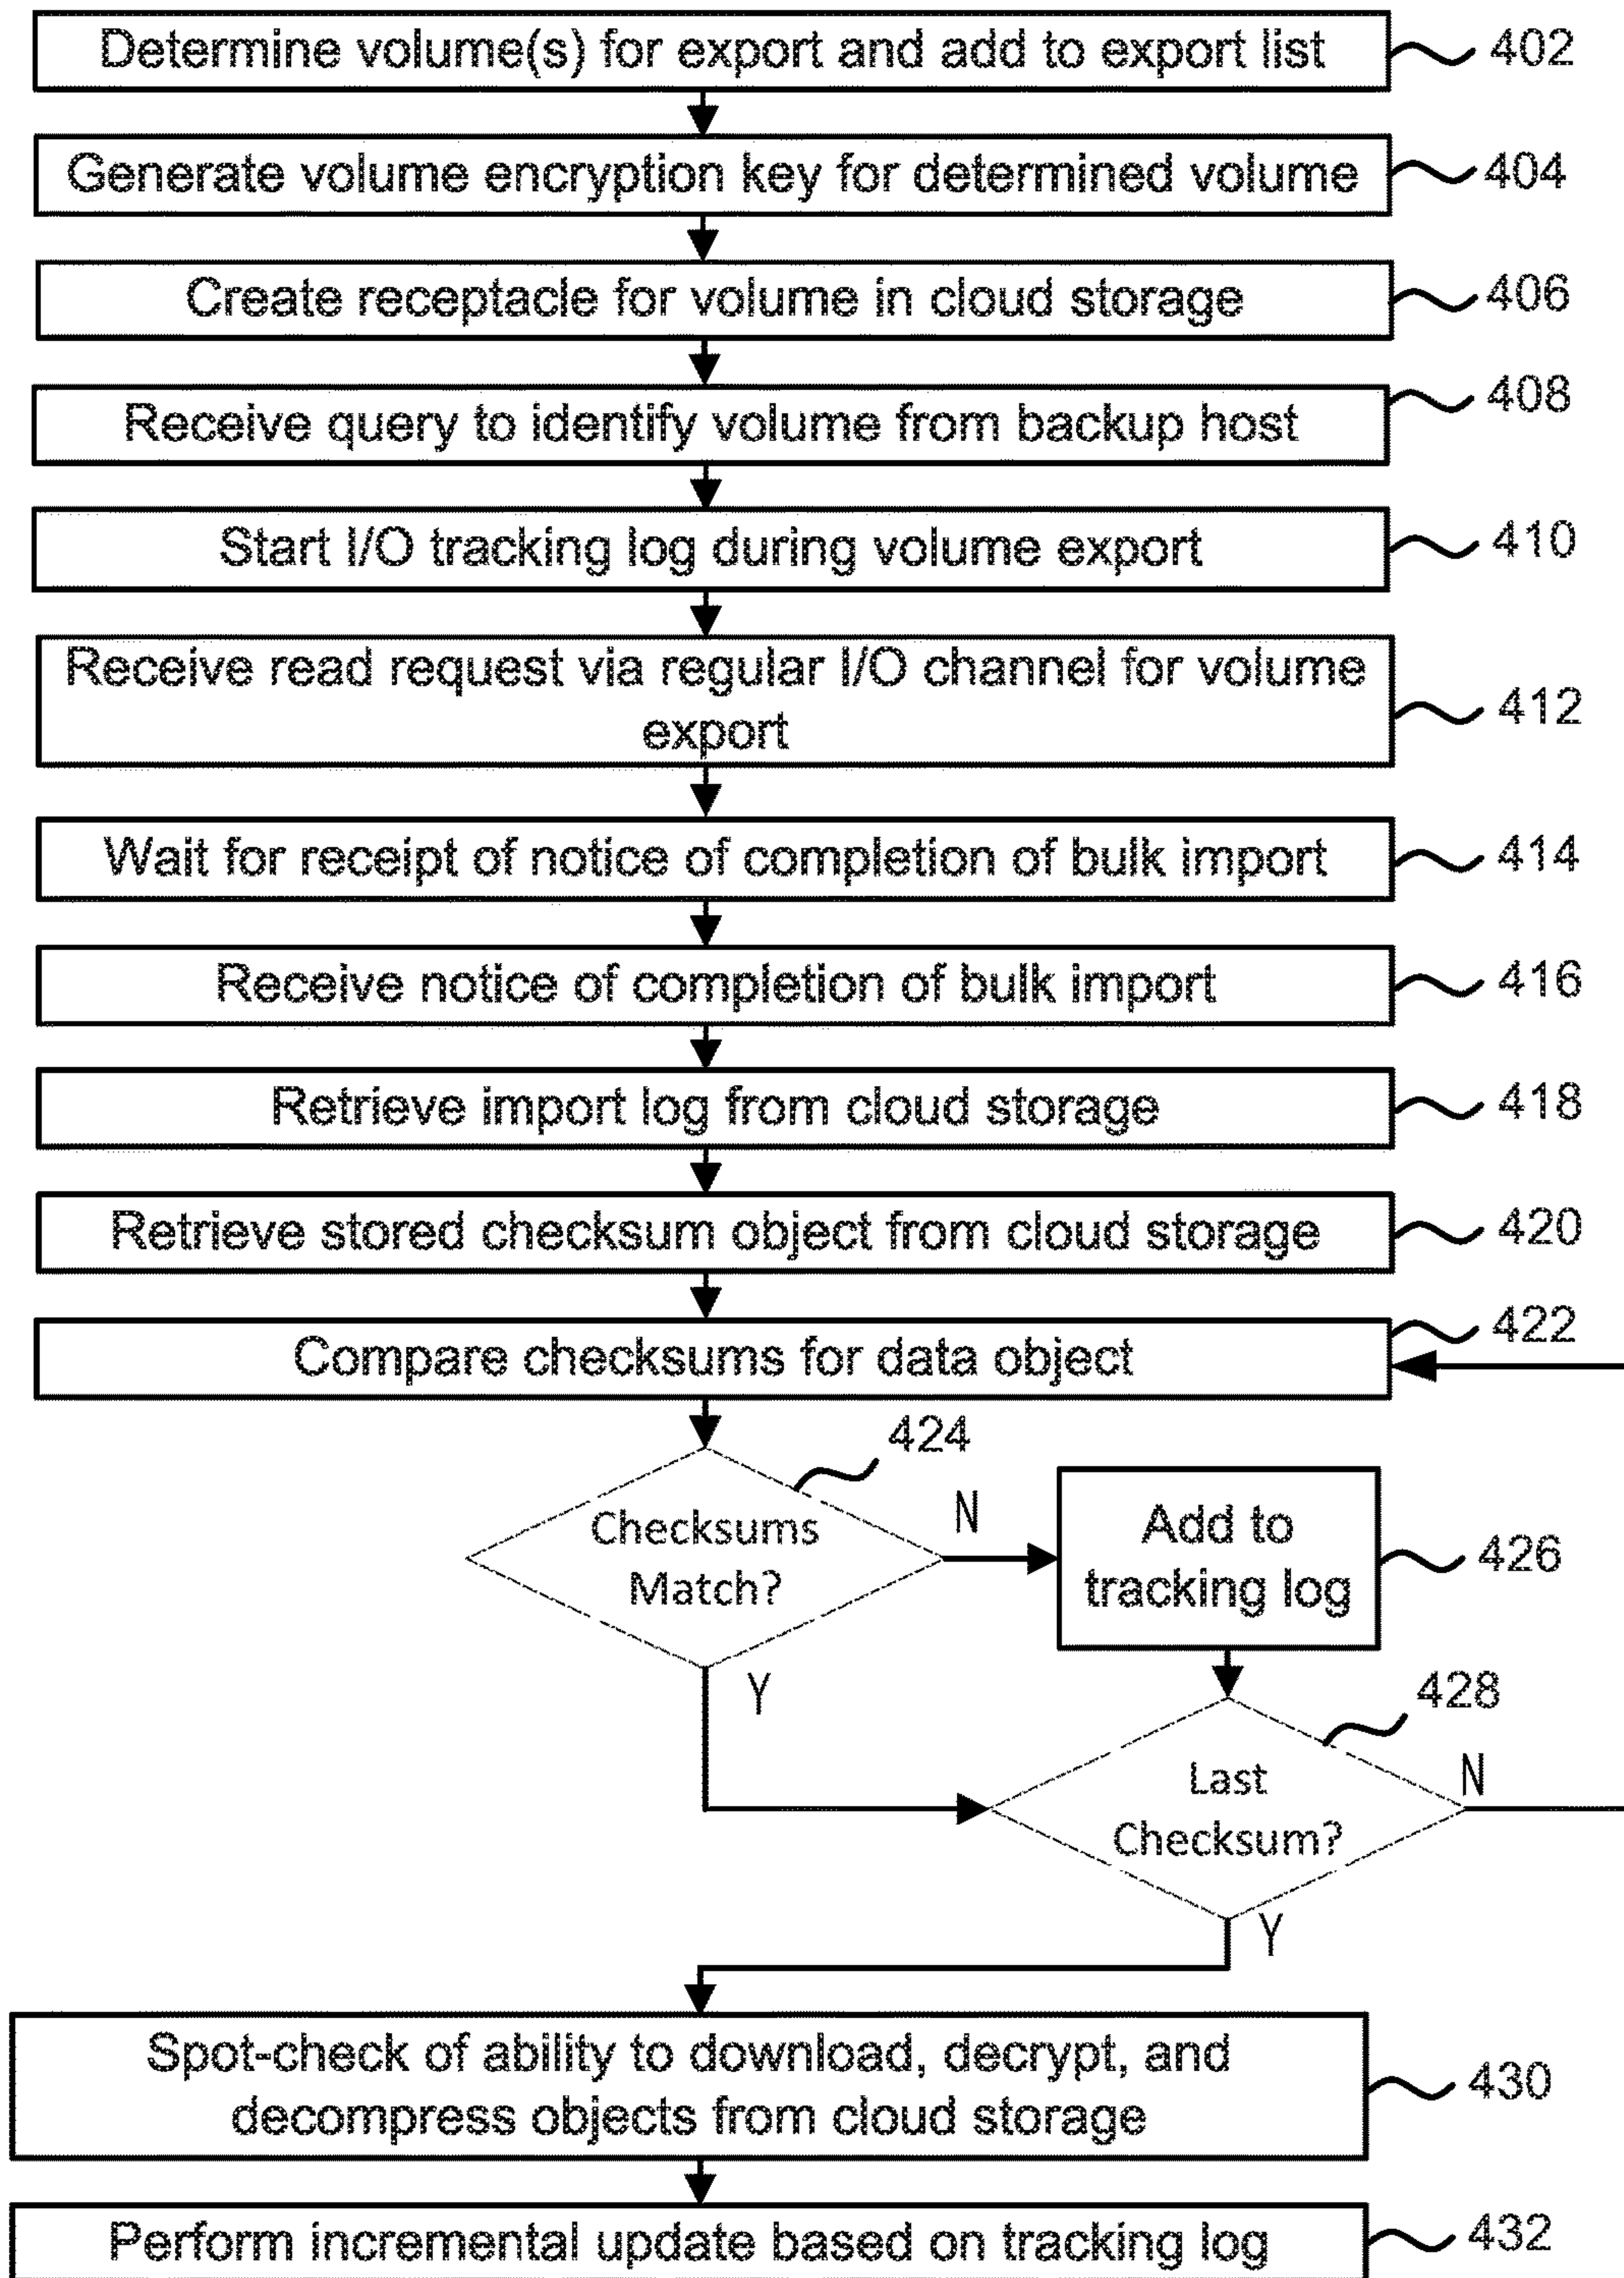 Determine volume(s) for export and add to export list
402
Generate volume encryption key for determined volume
404
Create receptacle for volume in cloud storage
406
Receive query to identify volume from backup host
408
Start I/O tracking log during volume export
410
Receive read request via regular I/O channel for volume
export
412
Wait for receipt of notice of completion of bulk import
414
Receive notice of completion of bulk import
416
Retrieve import log from cloud storage
418
Retrieve stored checksum object from cloud storage
420
Compare checksums for data object
422
424
Checksums
Match?
N
Y
Add to
tracking log
426
428
Last
Checksum?
N
Y
Spot-check of ability to download, decrypt, and
decompress objects from cloud storage
430
Perform incremental update based on tracking log
432